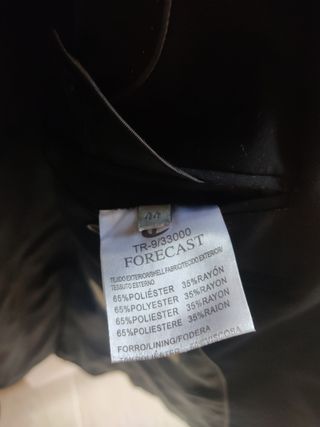 44
TR-9/33000
FORECAST
TEJIDO EXTERIOR/SHELL FABRIC/TECIDO EXTERIOR/
TESSUTO ESTERNO
65%POLIÉSTER 35%RAYÓN
65%POLYESTER 35%RAYON
65%POLIÉSTER 35%RAYON
65%POLIESTERE 35%RAION
FORRO/LINING/FODERA